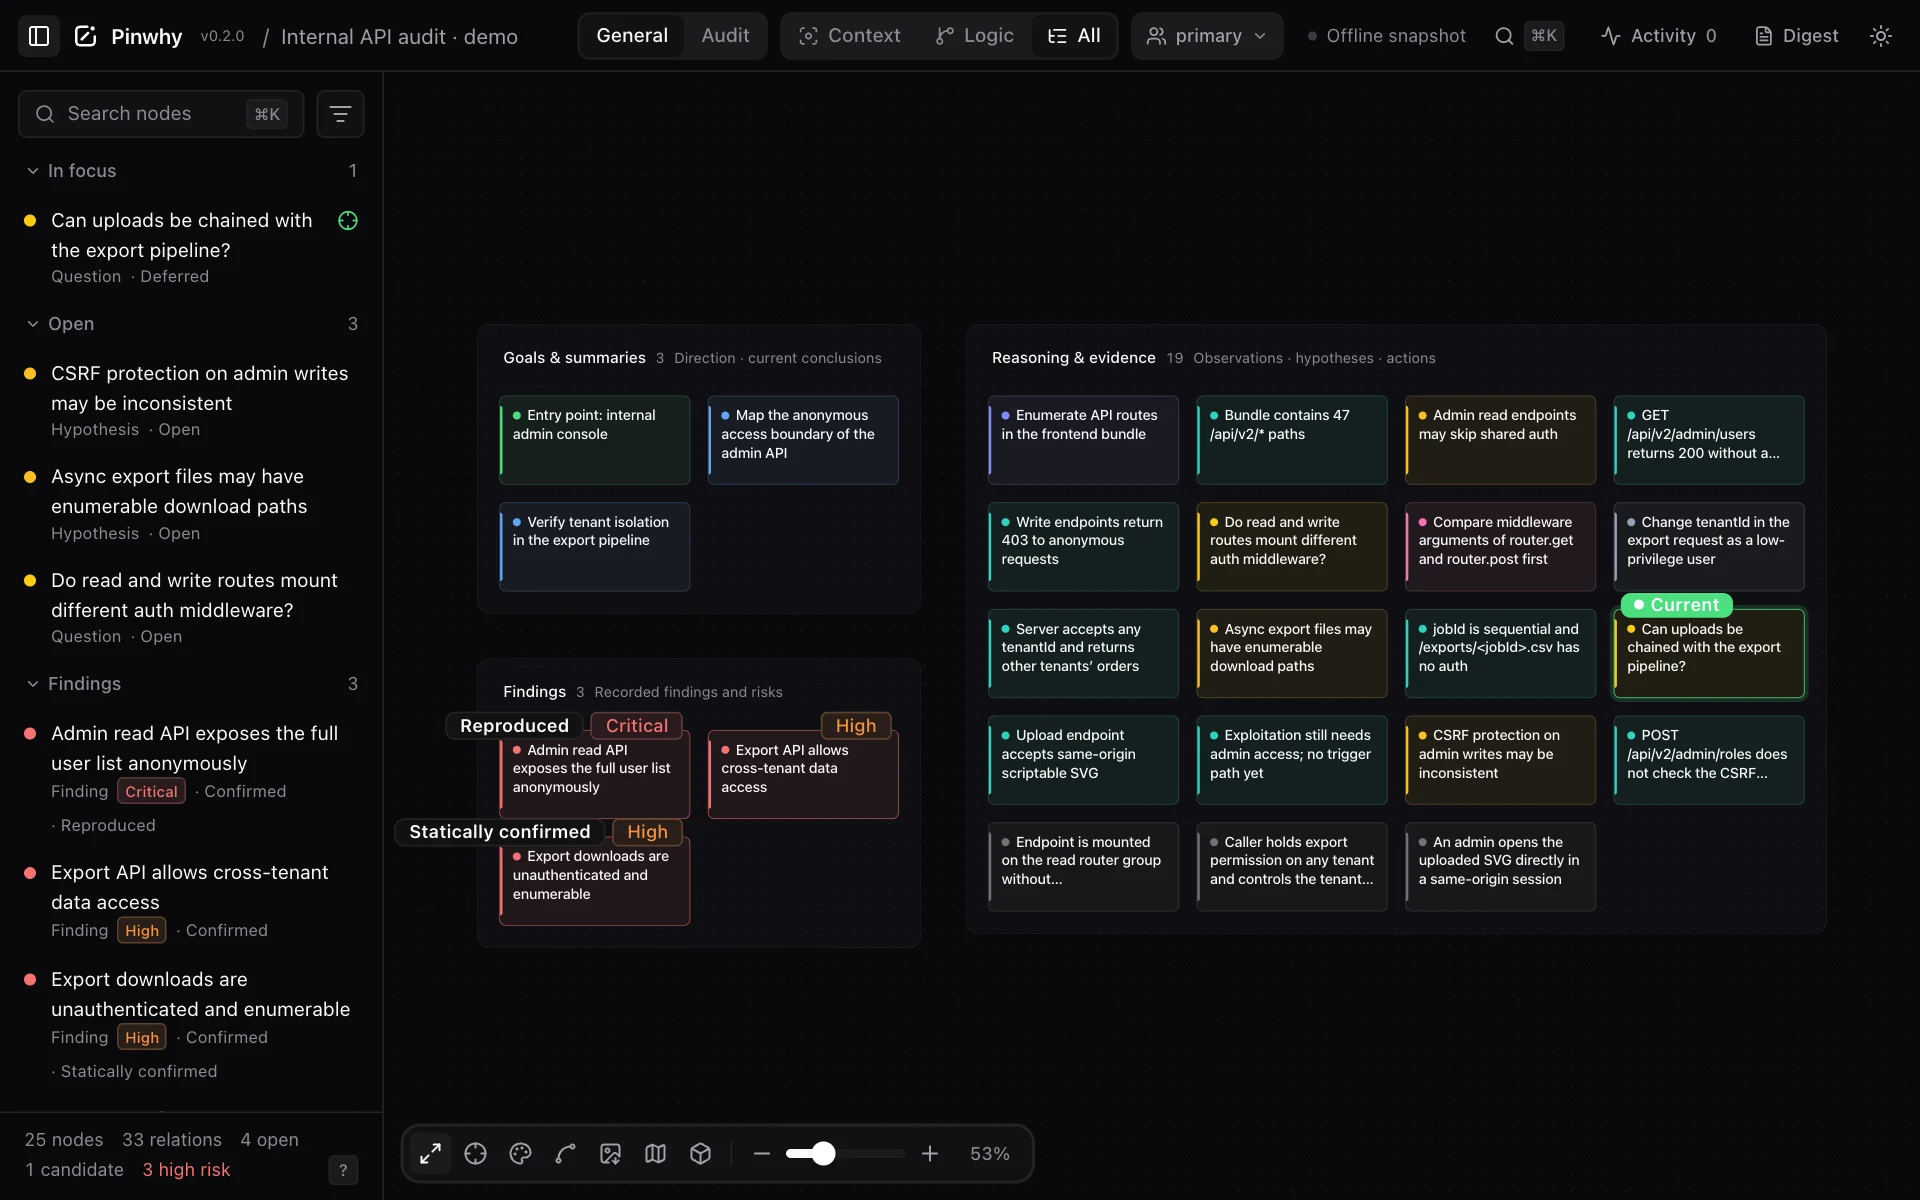 Pinwhy v0.2.0 / Internal API audit · demo
General Audit Context Logic All primary Offline snapshot ⌘K Activity 0 Digest
Search nodes ⌘K
In focus 1
Can uploads be chained with
the export pipeline?
Question · Deferred
Open 3
CSRF protection on admin writes
may be inconsistent
Hypothesis · Open
Async export files may have
enumerable download paths
Hypothesis · Open
Do read and write routes mount
different auth middleware?
Question · Open
Findings 3
Admin read API exposes the full
user list anonymously
Finding Critical · Confirmed
· Reproduced
Export API allows cross-tenant
data access
Finding High · Confirmed
Export downloads are
unauthenticated and enumerable
Finding High · Confirmed
· Statically confirmed
25 nodes 33 relations 4 open
1 candidate 3 high risk ?
Goals & summaries 3 Direction · current conclusions
Entry point: internal
admin console
Map the anonymous
access boundary of the
admin API
Verify tenant isolation
in the export pipeline
Findings 3 Recorded findings and risks
Reproduced Critical
Admin read API
exposes the full user list
anonymously
High
Export API allows
cross-tenant data
access
Statically confirmed High
Export downloads are
unauthenticated and
enumerable
Reasoning & evidence 19 Observations · hypotheses · actions
Enumerate API routes
in the frontend bundle
Bundle contains 47
/api/v2/* paths
Admin read endpoints
may skip shared auth
GET
/api/v2/admin/users
returns 200 without a...
Write endpoints return
403 to anonymous
requests
Do read and write
routes mount different
auth middleware?
Compare middleware
arguments of router.get
and router.post first
Change tenantId in the
export request as a low-
privilege user
Server accepts any
tenantId and returns
other tenants’ orders
Async export files may
have enumerable
download paths
jobId is sequential and
/exports/<jobId>.csv has
no auth
Current
Can uploads be
chained with the export
pipeline?
Upload endpoint
accepts same-origin
scriptable SVG
Exploitation still needs
admin access; no trigger
path yet
CSRF protection on
admin writes may be
inconsistent
POST
/api/v2/admin/roles does
not check the CSRF...
Endpoint is mounted
on the read router group
without...
Caller holds export
permission on any tenant
and controls the tenant...
An admin opens the
uploaded SVG directly in
a same-origin session
53%